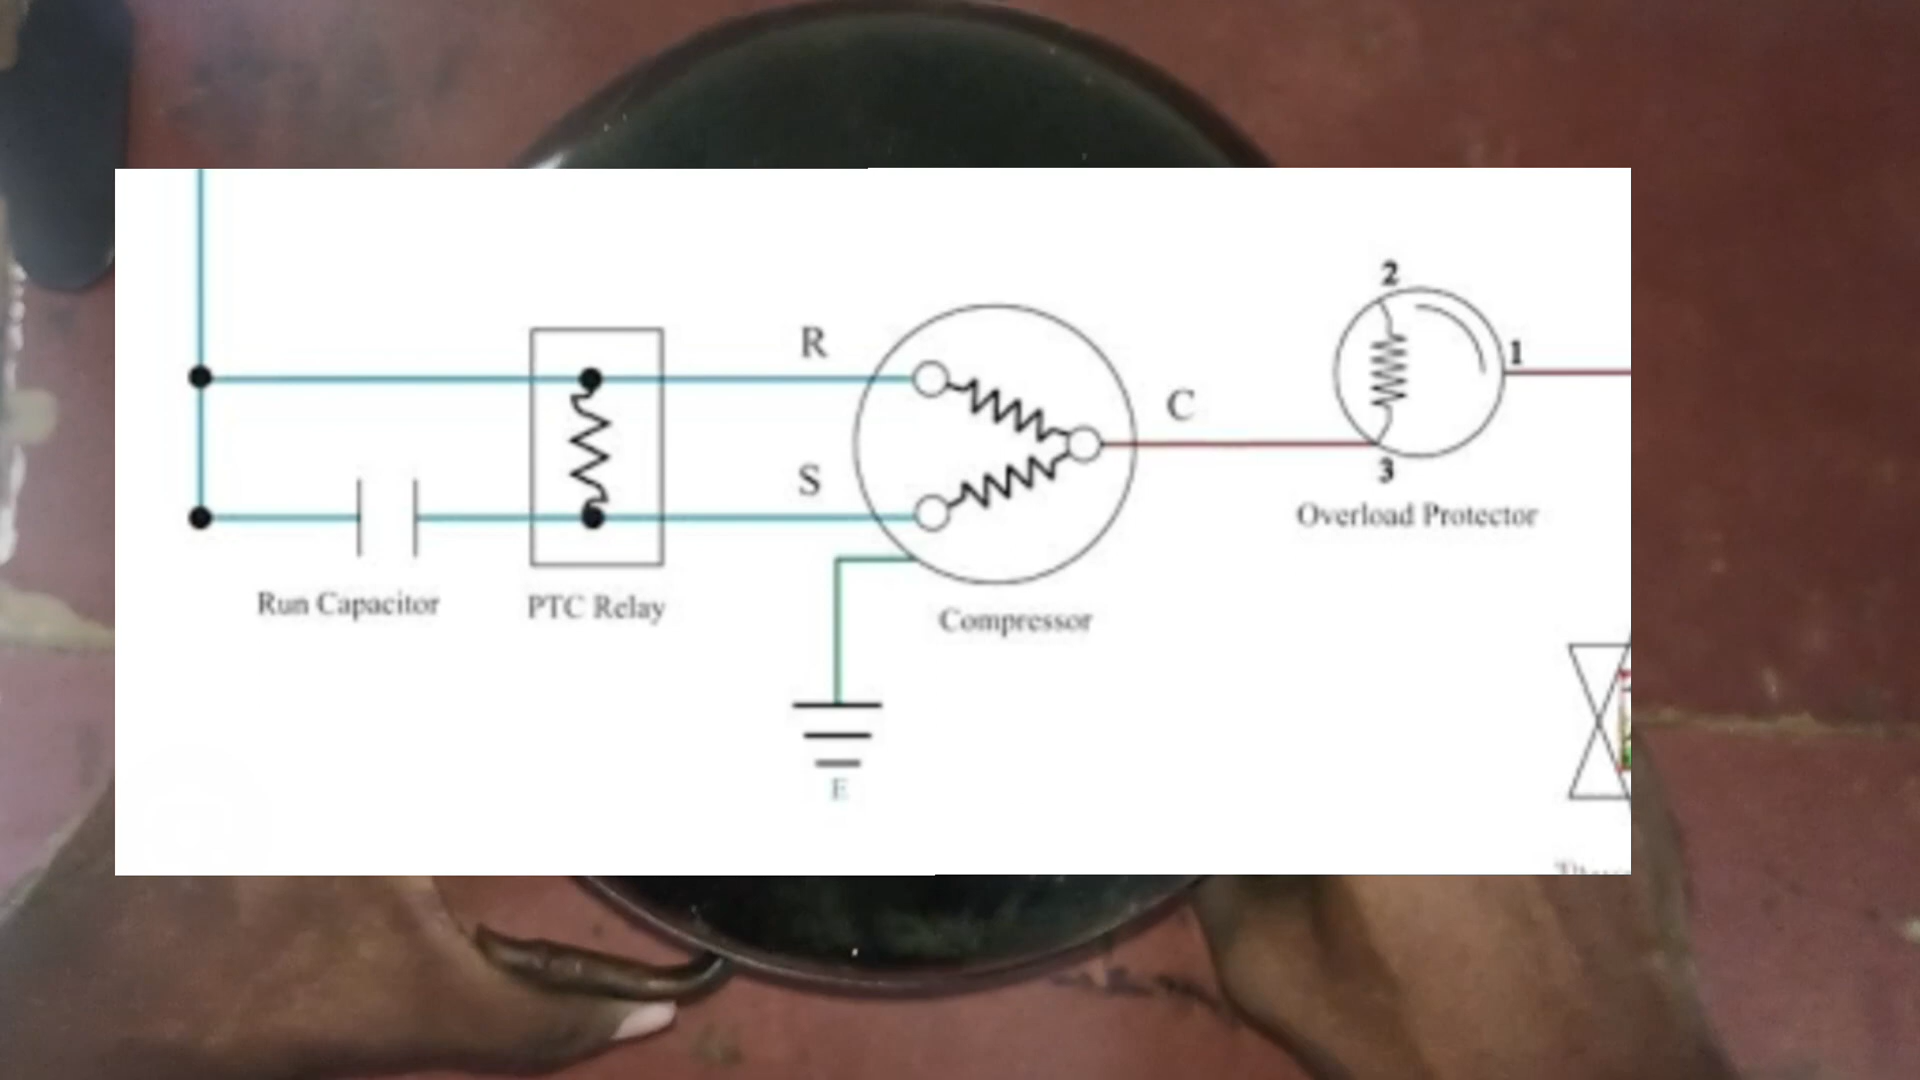 2
R
1
C
S
3
Overload Protector
Run Capacitor
PTC Relay
Compressor
E